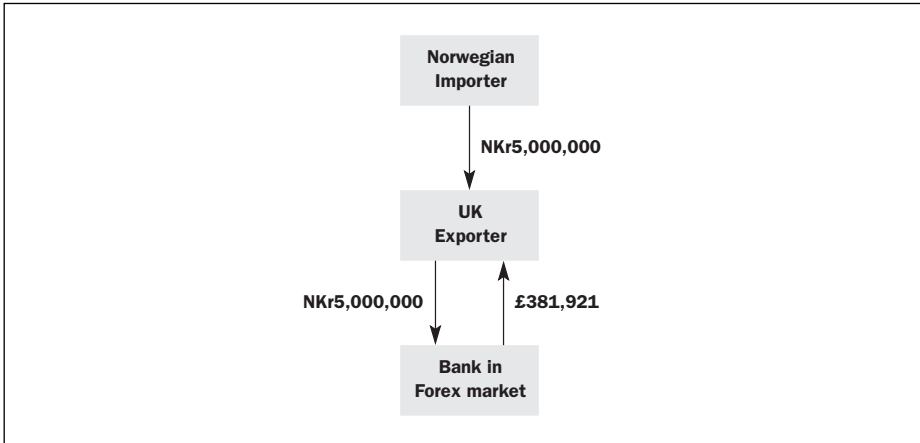 Norwegian
Importer
NKr5,000,000
UK
Exporter
NKr5,000,000
£381,921
Bank in
Forex market